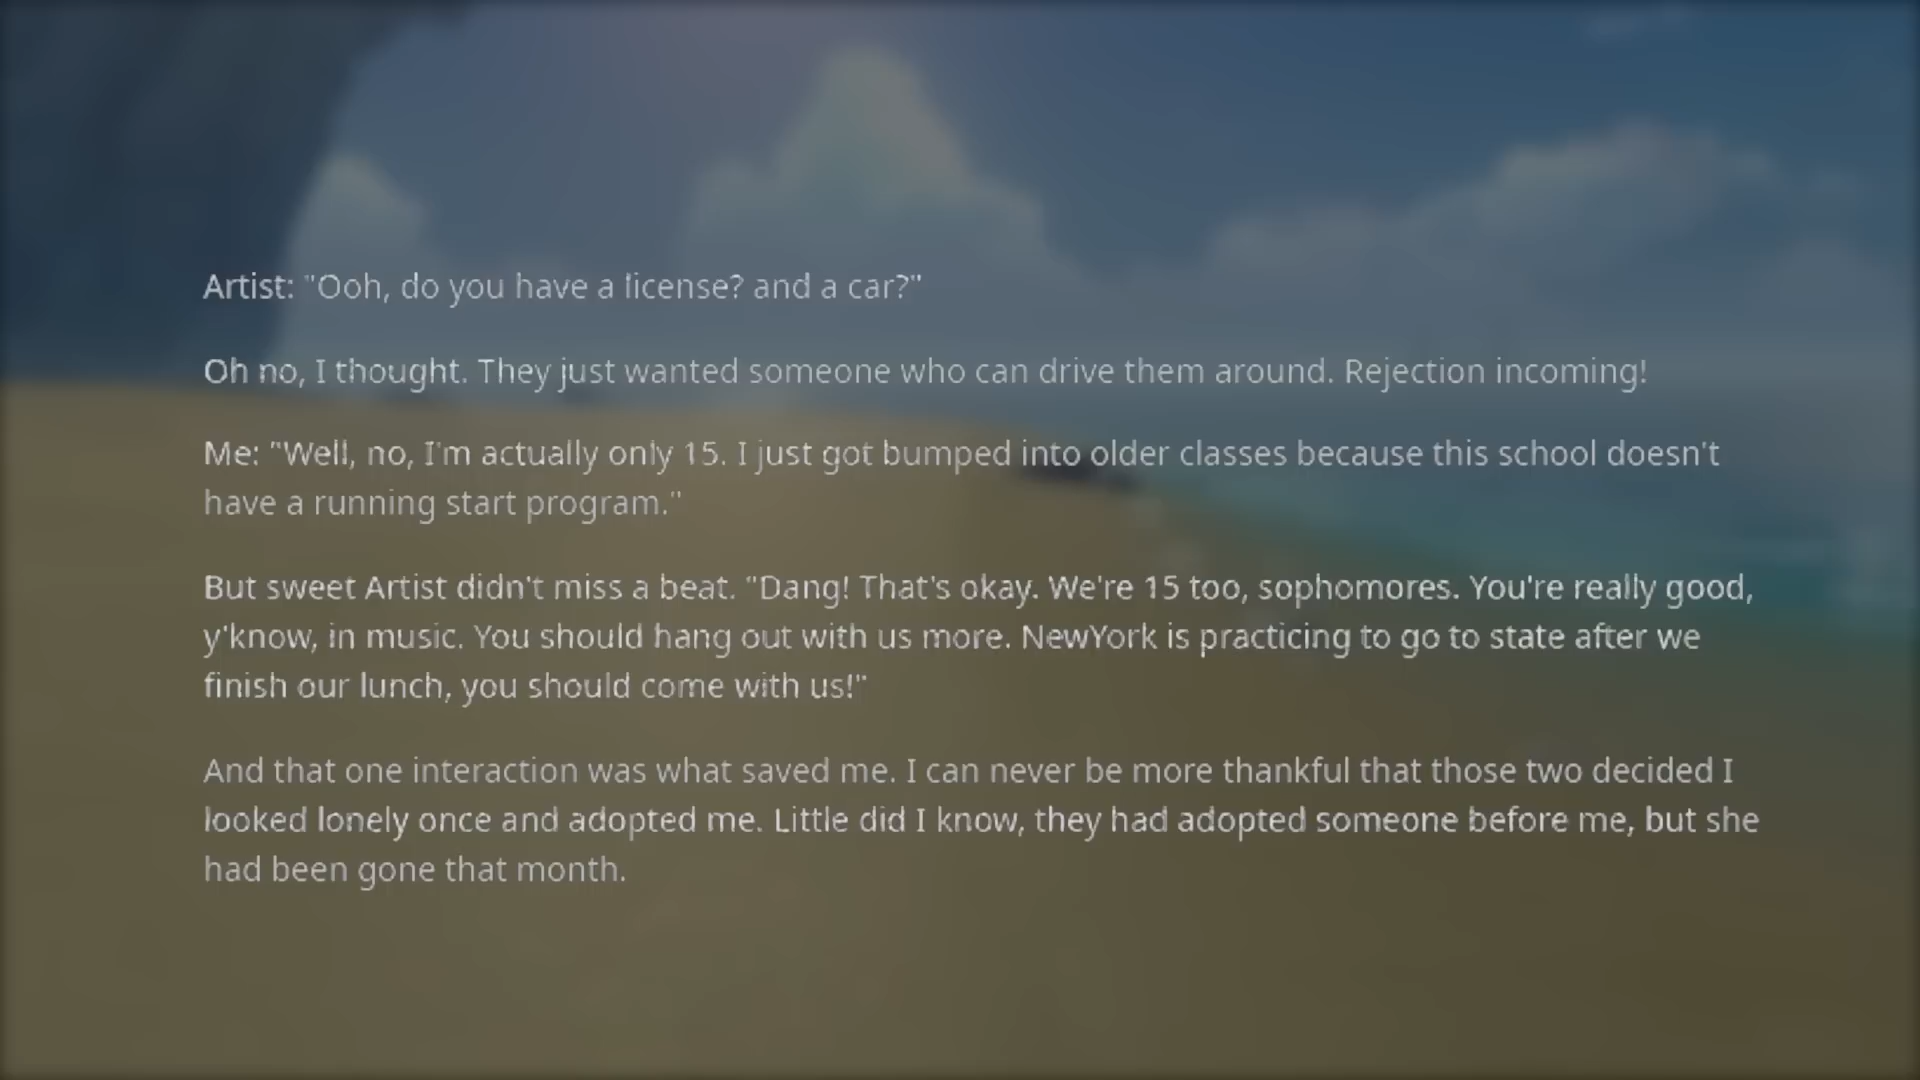 Artist: "Ooh, do you have a license? and a car?"
Oh no, I thought. They just wanted someone who can drive them around. Rejection incoming!
Me: "Well, no, I'm actually only 15. I just got bumped into older classes because this school doesn't
have a running start program."
But sweet Artist didn't miss a beat. "Dang! That's okay. We're 15 too, sophomores. You're really good,
y'know, in music. You should hang out with us more. NewYork is practicing to go to state after we
finish our lunch, you should come with us!"
And that one interaction was what saved me. I can never be more thankful that those two decided I
looked lonely once and adopted me. Little did I know, they had adopted someone before me, but she
had been gone that month.